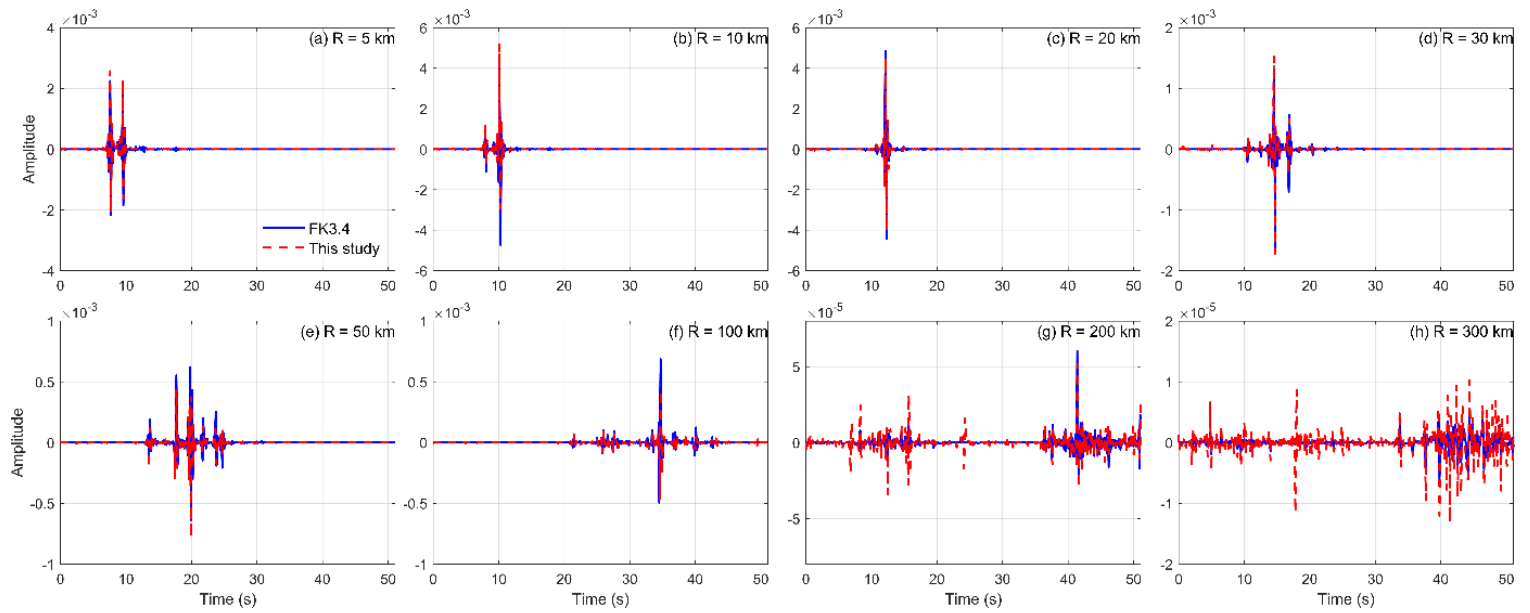 ×10⁻³
(a) R = 5 km
4
2
0
-2
-4
Amplitude
FK3.4
This study
0 10 20 30 40 50
×10⁻³
(b) R = 10 km
6
4
2
0
-2
-4
-6
0 10 20 30 40 50
×10⁻³
(c) R = 20 km
6
4
2
0
-2
-4
-6
0 10 20 30 40 50
×10⁻³
(d) R = 30 km
2
1
0
-1
-2
0 10 20 30 40 50
×10⁻³
(e) R = 50 km
1
0.5
0
-0.5
-1
Amplitude
0 10 20 30 40 50
Time (s)
×10⁻³
(f) R = 100 km
1
0.5
0
-0.5
-1
0 10 20 30 40 50
Time (s)
×10⁻⁵
(g) R = 200 km
5
0
-5
0 10 20 30 40 50
Time (s)
×10⁻⁵
(h) R = 300 km
2
1
0
-1
-2
0 10 20 30 40 50
Time (s)